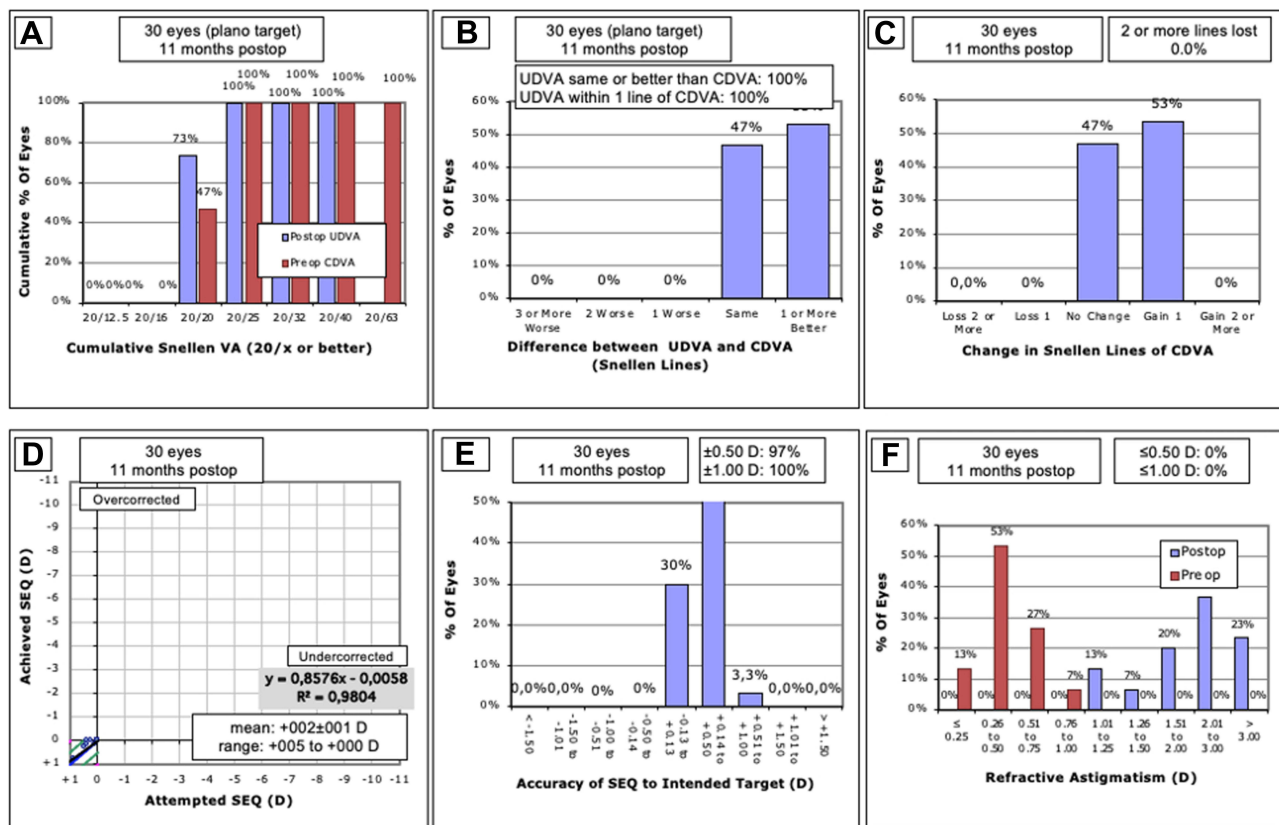 A
30 eyes (plano target)
11 months postop
100% 100% 100% 100%
100% 100% 100%
100%
80%
60%
40%
20%
0%
73%
47%
0%0%0% 0%
Postop UDVA
Preop CDVA
20/12.5 20/16 20/20 20/25 20/32 20/40 20/63
Cumulative % Of Eyes
Cumulative Snellen VA (20/x or better)
B
30 eyes (plano target)
11 months postop
UDVA same or better than CDVA: 100%
UDVA within 1 line of CDVA: 100%
60%
50%
40%
30%
20%
10%
0%
0% 0% 0% 47%
3 or More Worse 2 Worse 1 Worse Same 1 or More Better
% Of Eyes
Difference between UDVA and CDVA
(Snellen Lines)
C
30 eyes
11 months postop
2 or more lines lost
0.0%
60%
50%
40%
30%
20%
10%
0%
0,0% 0% 47% 53% 0%
Loss 2 or More Loss 1 No Change Gain 1 Gain 2 or More
% Of Eyes
Change in Snellen Lines of CDVA
D
30 eyes
11 months postop
-11
-10
-9
-8
-7
-6
-5
-4
-3
-2
-1
0
+1
Overcorrected
Undercorrected
y = 0,8576x - 0,0058
R² = 0,9804
mean: +002±001 D
range: +005 to +000 D
+1 0 -1 -2 -3 -4 -5 -6 -7 -8 -9 -10 -11
Achieved SEQ (D)
Attempted SEQ (D)
E
30 eyes
11 months postop
±0.50 D: 97%
±1.00 D: 100%
50%
40%
30%
20%
10%
0%
0,0%0,0% 0% 0% 30% 3,3% 0,0%0,0%
< -1.50
-1.50 to -1.01
-1.00 to -0.51
-0.50 to -0.14
-0.13 to +0.13
+0.14 to +0.50
+0.51 to +1.00
+1.01 to +1.50
> +1.50
% Of Eyes
Accuracy of SEQ to Intended Target (D)
F
30 eyes
11 months postop
≤0.50 D: 0%
≤1.00 D: 0%
60%
50%
40%
30%
20%
10%
0%
Postop
Preop
0% 13% 0% 53% 0% 27% 0% 7% 13% 0% 7% 0% 20% 0% 0% 23% 0%
≤ 0.25
0.26 to 0.50
0.51 to 0.75
0.76 to 1.00
1.01 to 1.25
1.26 to 1.50
1.51 to 2.00
2.01 to 3.00
> 3.00
% Of Eyes
Refractive Astigmatism (D)